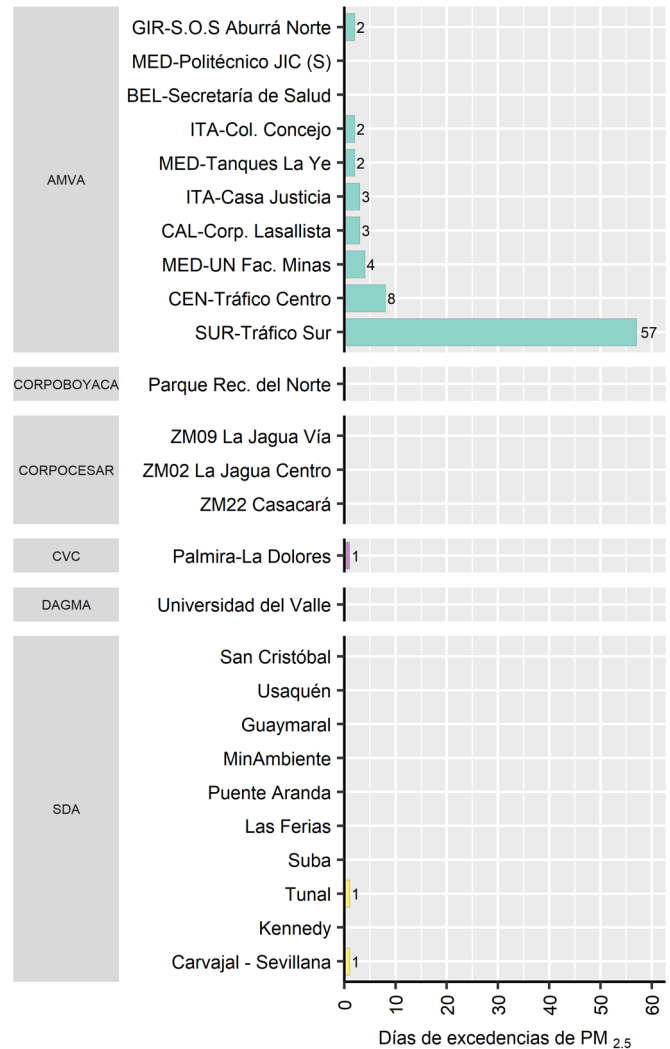 AMVA
GIR-S.O.S Aburrá Norte 2
MED-Politécnico JIC (S)
BEL-Secretaría de Salud
ITA-Col. Concejo 2
MED-Tanques La Ye 2
ITA-Casa Justicia 3
CAL-Corp. Lasallista 3
MED-UN Fac. Minas 4
CEN-Tráfico Centro 8
SUR-Tráfico Sur 57
CORPOBOYACA
Parque Rec. del Norte
CORPOCESAR
ZM09 La Jagua Vía
ZM02 La Jagua Centro
ZM22 Casacará
CVC
Palmira-La Dolores 1
DAGMA
Universidad del Valle
SDA
San Cristóbal
Usaquén
Guaymaral
MinAmbiente
Puente Aranda
Las Ferias
Suba
Tunal 1
Kennedy
Carvajal - Sevillana 1
0 10 20 30 40 50 60
Días de excedencias de PM 2.5